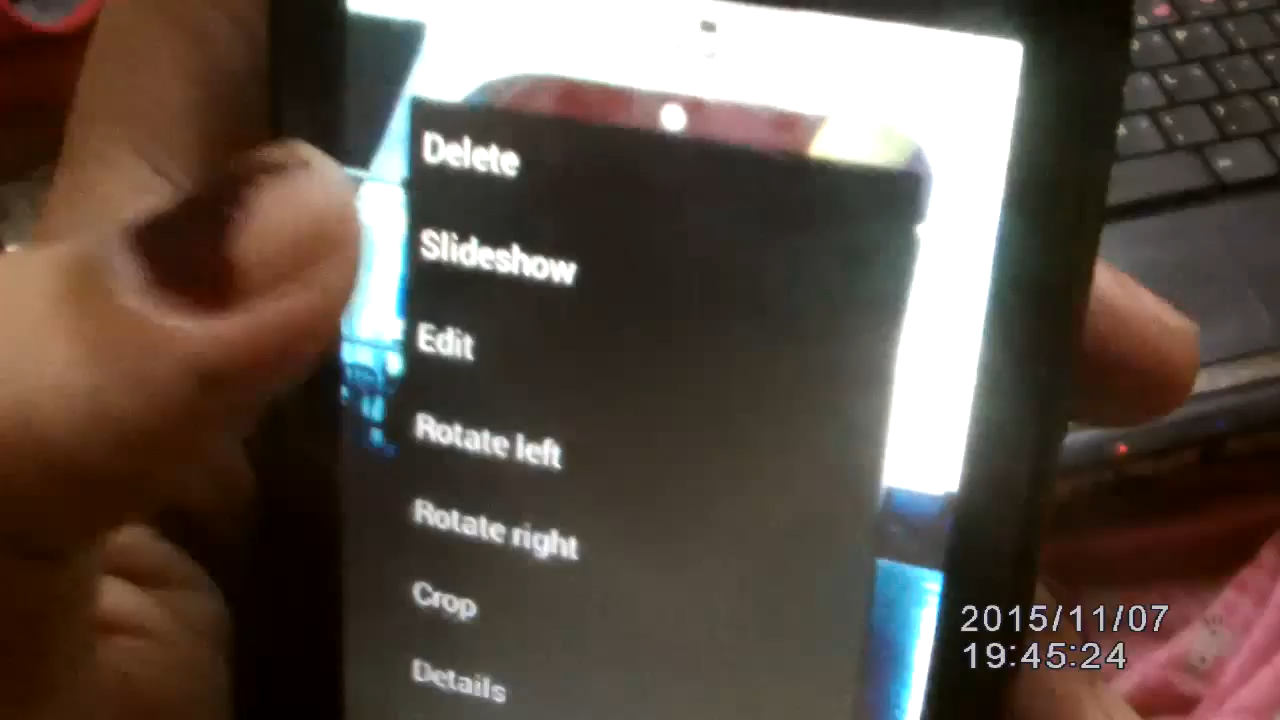 Delete
Slideshow
Edit
Rotate left
Rotate right
Crop
Details
2015/11/07
19:45:24